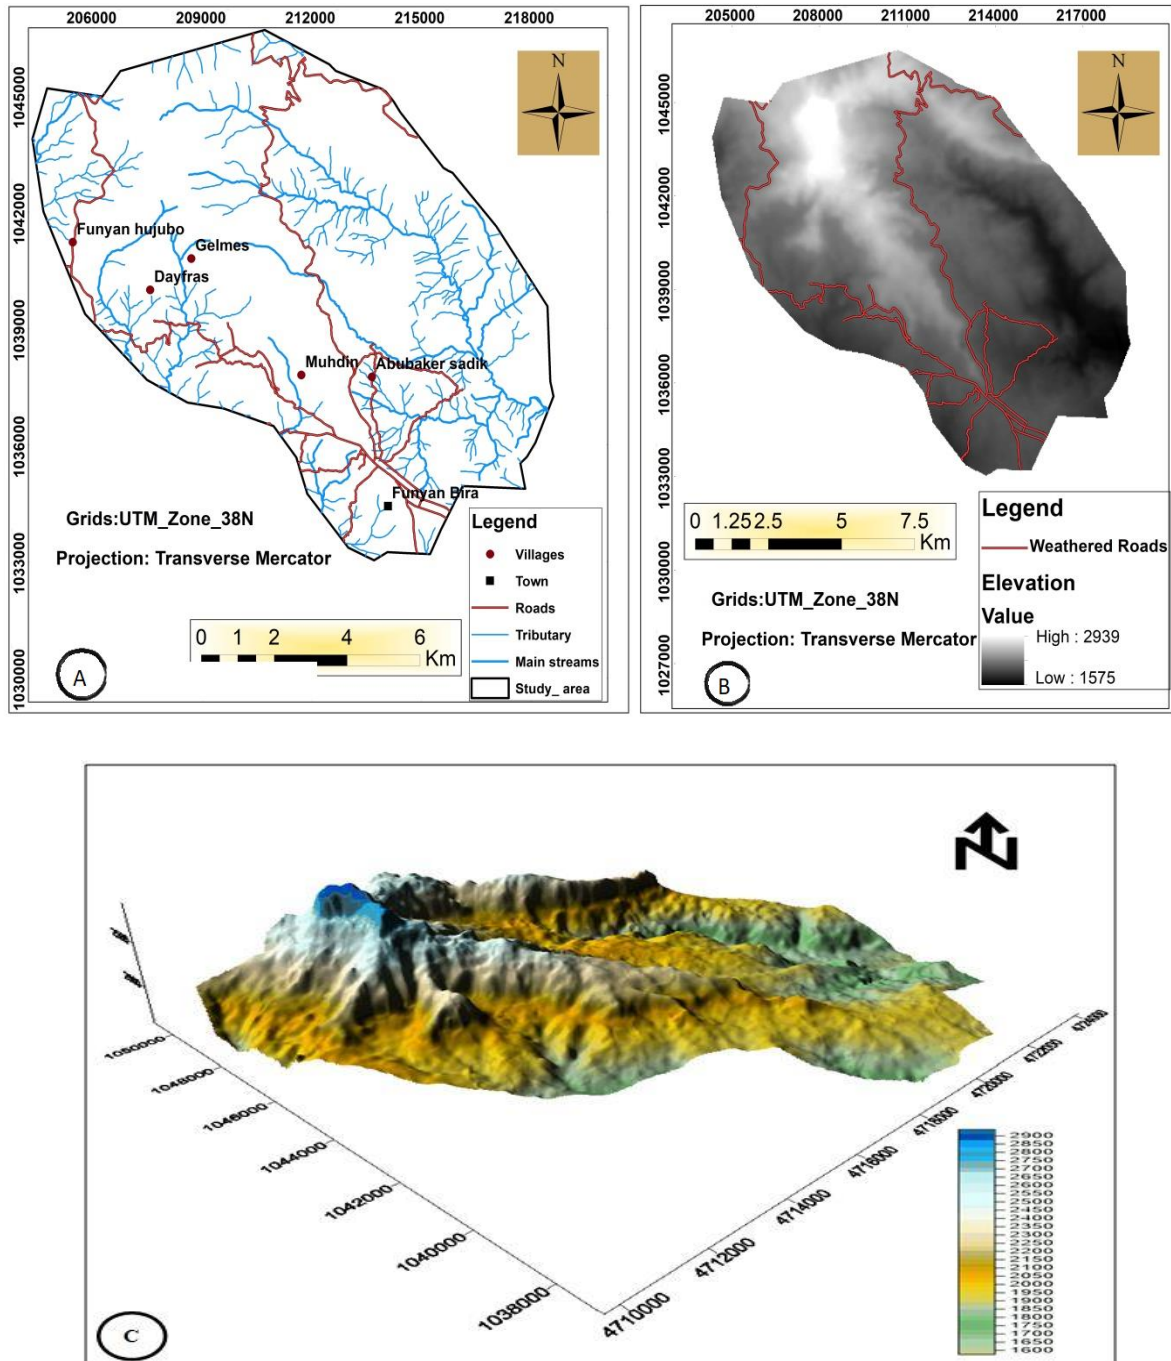 206000 209000 212000 215000 218000
1045000
1042000
1039000
1036000
1033000
1030000
N
Funyan hujubo
Gelmes
Dayfras
Muhdin
Abubaker sadik
Funyan Bira
Grids:UTM_Zone_38N
Projection: Transverse Mercator
0 1 2 4 6
Km
A
Legend
Villages
Town
Roads
Tributary
Main streams
Study_ area
205000 208000 211000 214000 217000
1045000
1042000
1039000
1036000
1033000
1030000
1027000
N
0 1.25 2.5 5 7.5
Km
Grids:UTM_Zone_38N
Projection: Transverse Mercator
B
Legend
Weathered Roads
Elevation
Value
High : 2939
Low : 1575
N
1050000
1048000
1046000
1044000
1042000
1040000
1038000
4710000
4712000
4714000
4716000
4718000
4720000
4722000
4724000
2900
2850
2800
2750
2700
2650
2600
2550
2500
2450
2400
2350
2300
2250
2200
2150
2100
2050
2000
1950
1900
1850
1800
1750
1700
1650
1600
C